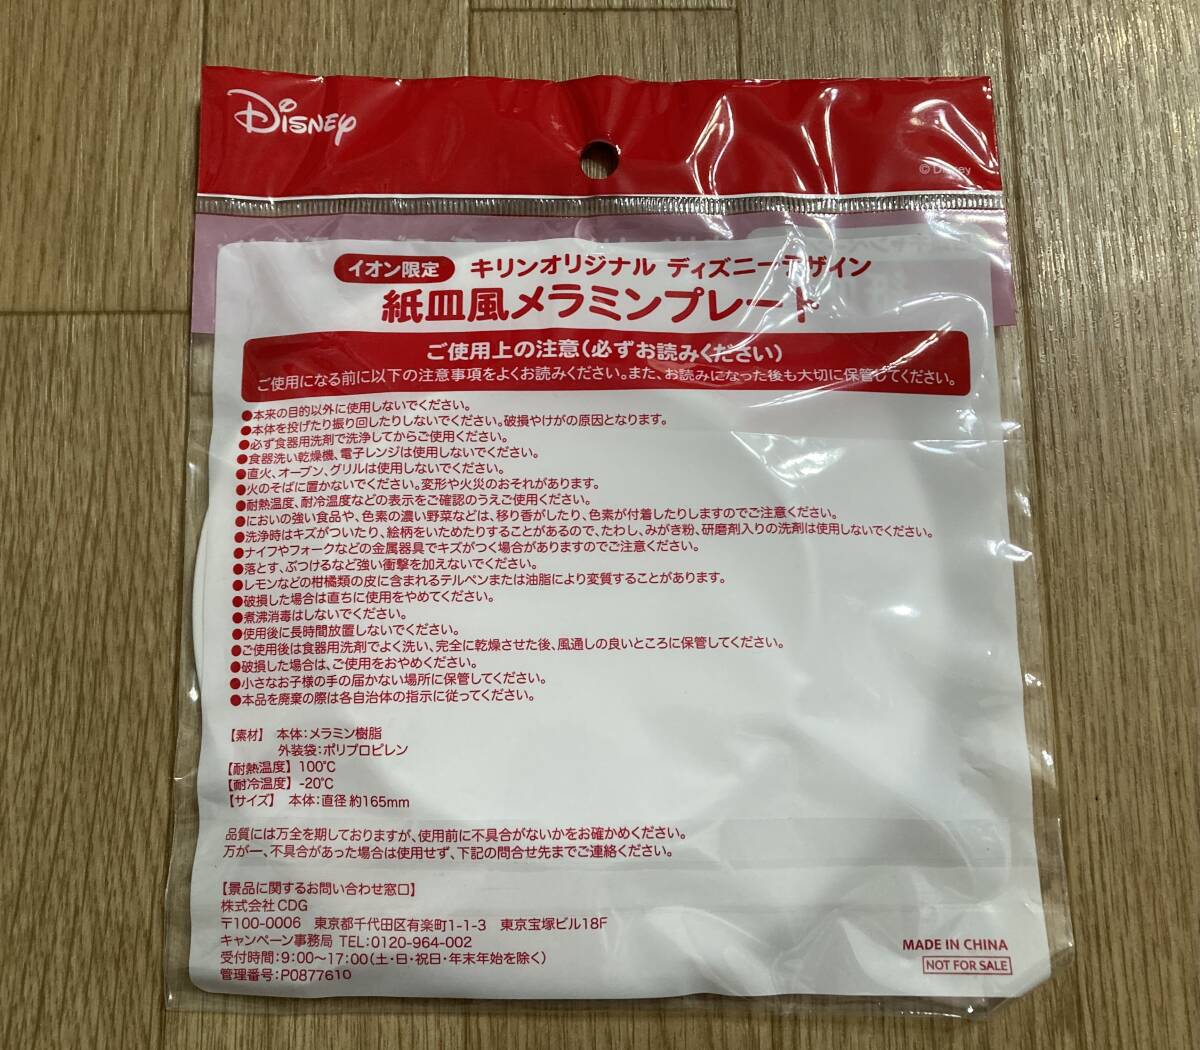 Disney
© Disney
イオン限定 キリンオリジナル ディズニーデザイン
紙皿風メラミンプレート
ご使用上の注意(必ずお読みください)
ご使用になる前に以下の注意事項をよくお読みください。また、お読みになった後も大切に保管してください。
●本来の目的以外に使用しないでください。
●本体を投げたり振り回したりしないでください。破損やけがの原因となります。
●必ず食器用洗剤で洗浄してからご使用ください。
●食器洗い乾燥機、電子レンジは使用しないでください。
●直火、オーブン、グリルは使用しないでください。
●火のそばに置かないでください。変形や火災のおそれがあります。
●耐熱温度、耐冷温度などの表示をご確認のうえご使用ください。
●においの強い食品や、色素の濃い野菜などは、移り香がしたり、色素が付着したりしますのでご注意ください。
●洗浄時はキズがついたり、絵柄をいためたりすることがあるので、たわし、みがき粉、研磨剤入りの洗剤は使用しないでください。
●ナイフやフォークなどの金属器具でキズがつく場合がありますのでご注意ください。
●落とす、ぶつけるなど強い衝撃を加えないでください。
●レモンなどの柑橘類の皮に含まれるテルペンまたは油脂により変質することがあります。
●破損した場合は直ちに使用をやめてください。
●煮沸消毒はしないでください。
●使用後に長時間放置しないでください。
●ご使用後は食器用洗剤でよく洗い、完全に乾燥させた後、風通しの良いところに保管してください。
●破損した場合は、ご使用をおやめください。
●小さなお子様の手の届かない場所に保管してください。
●本品を廃棄の際は各自治体の指示に従ってください。
【素材】 本体：メラミン樹脂
外装袋：ポリプロピレン
【耐熱温度】 100℃
【耐冷温度】 -20℃
【サイズ】 本体：直径 約165mm
品質には万全を期しておりますが、使用前に不具合がないかをお確かめください。
万が一、不具合があった場合は使用せず、下記の問合せ先までご連絡ください。
【景品に関するお問い合わせ窓口】
株式会社CDG
〒100-0006 東京都千代田区有楽町1-1-3 東京宝塚ビル18F
キャンペーン事務局 TEL：0120-964-002
受付時間：9:00〜17:00(土・日・祝日・年末年始を除く)
管理番号：P0877610
MADE IN CHINA
NOT FOR SALE